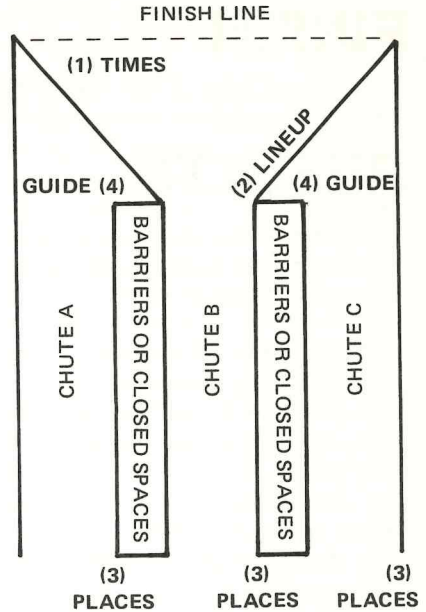 FINISH LINE
(1) TIMES
(2) LINEUP
GUIDE (4)
(4) GUIDE
CHUTE A
BARRIERS OR CLOSED SPACES
CHUTE B
BARRIERS OR CLOSED SPACES
CHUTE C
(3)
PLACES
(3)
PLACES
(3)
PLACES